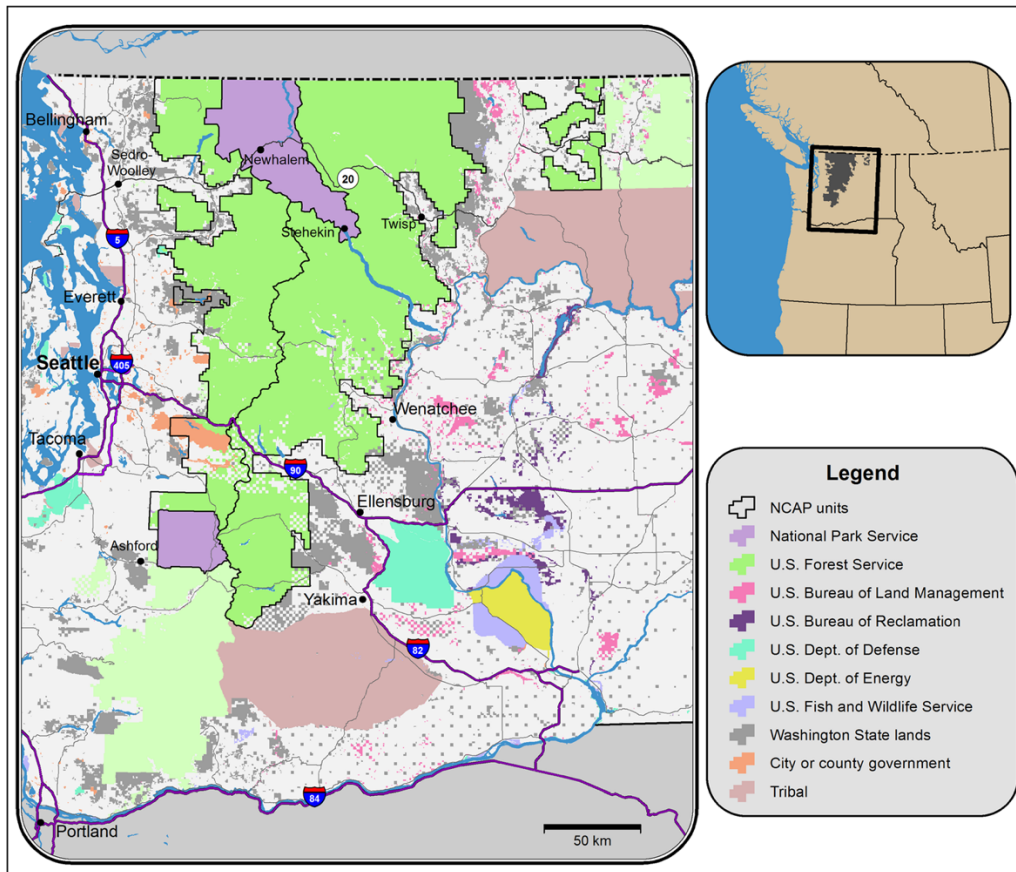 Bellingham
Sedro-
Woolley
Newhalem
20
Twisp
Stehekin
5
Everett
Seattle
405
Wenatchee
Tacoma
90
Ellensburg
Ashford
Yakima
82
84
Portland
50 km
Legend
NCAP units
National Park Service
U.S. Forest Service
U.S. Bureau of Land Management
U.S. Bureau of Reclamation
U.S. Dept. of Defense
U.S. Dept. of Energy
U.S. Fish and Wildlife Service
Washington State lands
City or county government
Tribal